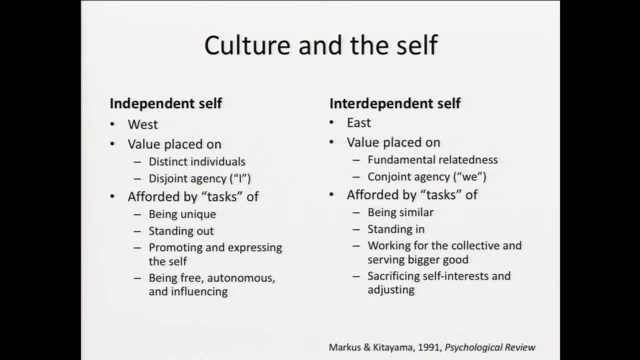 Culture and the self
Independent self
• West
• Value placed on
– Distinct individuals
– Disjoint agency ("I")
• Afforded by "tasks" of
– Being unique
– Standing out
– Promoting and expressing
the self
– Being free, autonomous,
and influencing
Interdependent self
• East
• Value placed on
– Fundamental relatedness
– Conjoint agency ("we")
• Afforded by "tasks" of
– Being similar
– Standing in
– Working for the collective and
serving bigger good
– Sacrificing self-interests and
adjusting
Markus & Kitayama, 1991, Psychological Review